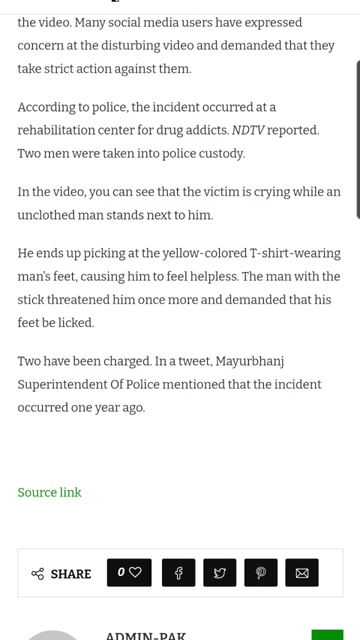 the video. Many social media users have expressed
concern at the disturbing video and demanded that they
take strict action against them.
According to police, the incident occurred at a
rehabilitation center for drug addicts. NDTV reported.
Two men were taken into police custody.
In the video, you can see that the victim is crying while an
unclothed man stands next to him.
He ends up picking at the yellow-colored T-shirt-wearing
man's feet, causing him to feel helpless. The man with the
stick threatened him once more and demanded that his
feet be licked.
Two have been charged. In a tweet, Mayurbhanj
Superintendent Of Police mentioned that the incident
occurred one year ago.
Source link
SHARE 0
ADMIN-PAK